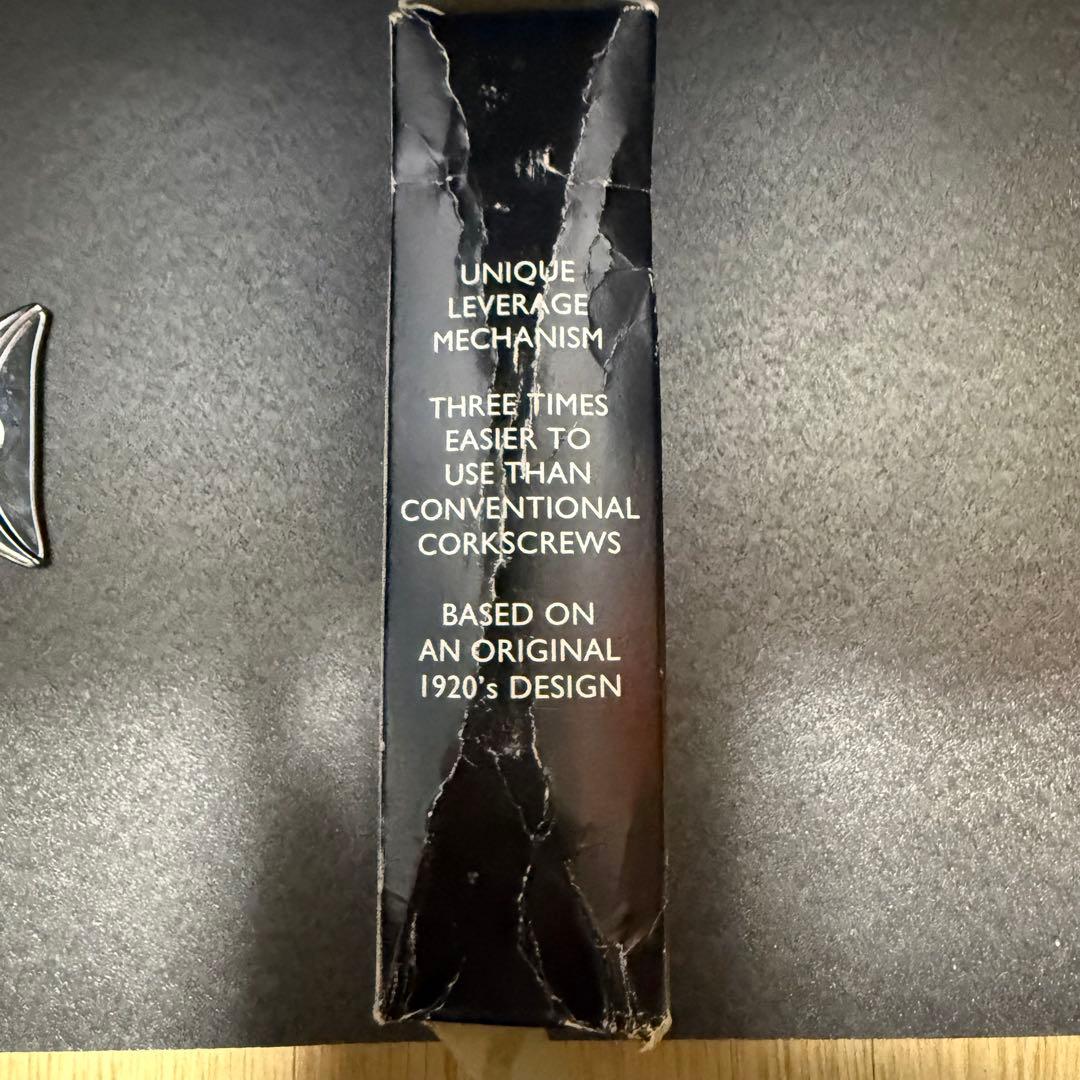 UNIQUE
LEVERAGE
MECHANISM
THREE TIMES
EASIER TO
USE THAN
CONVENTIONAL
CORKSCREWS
BASED ON
AN ORIGINAL
1920's DESIGN